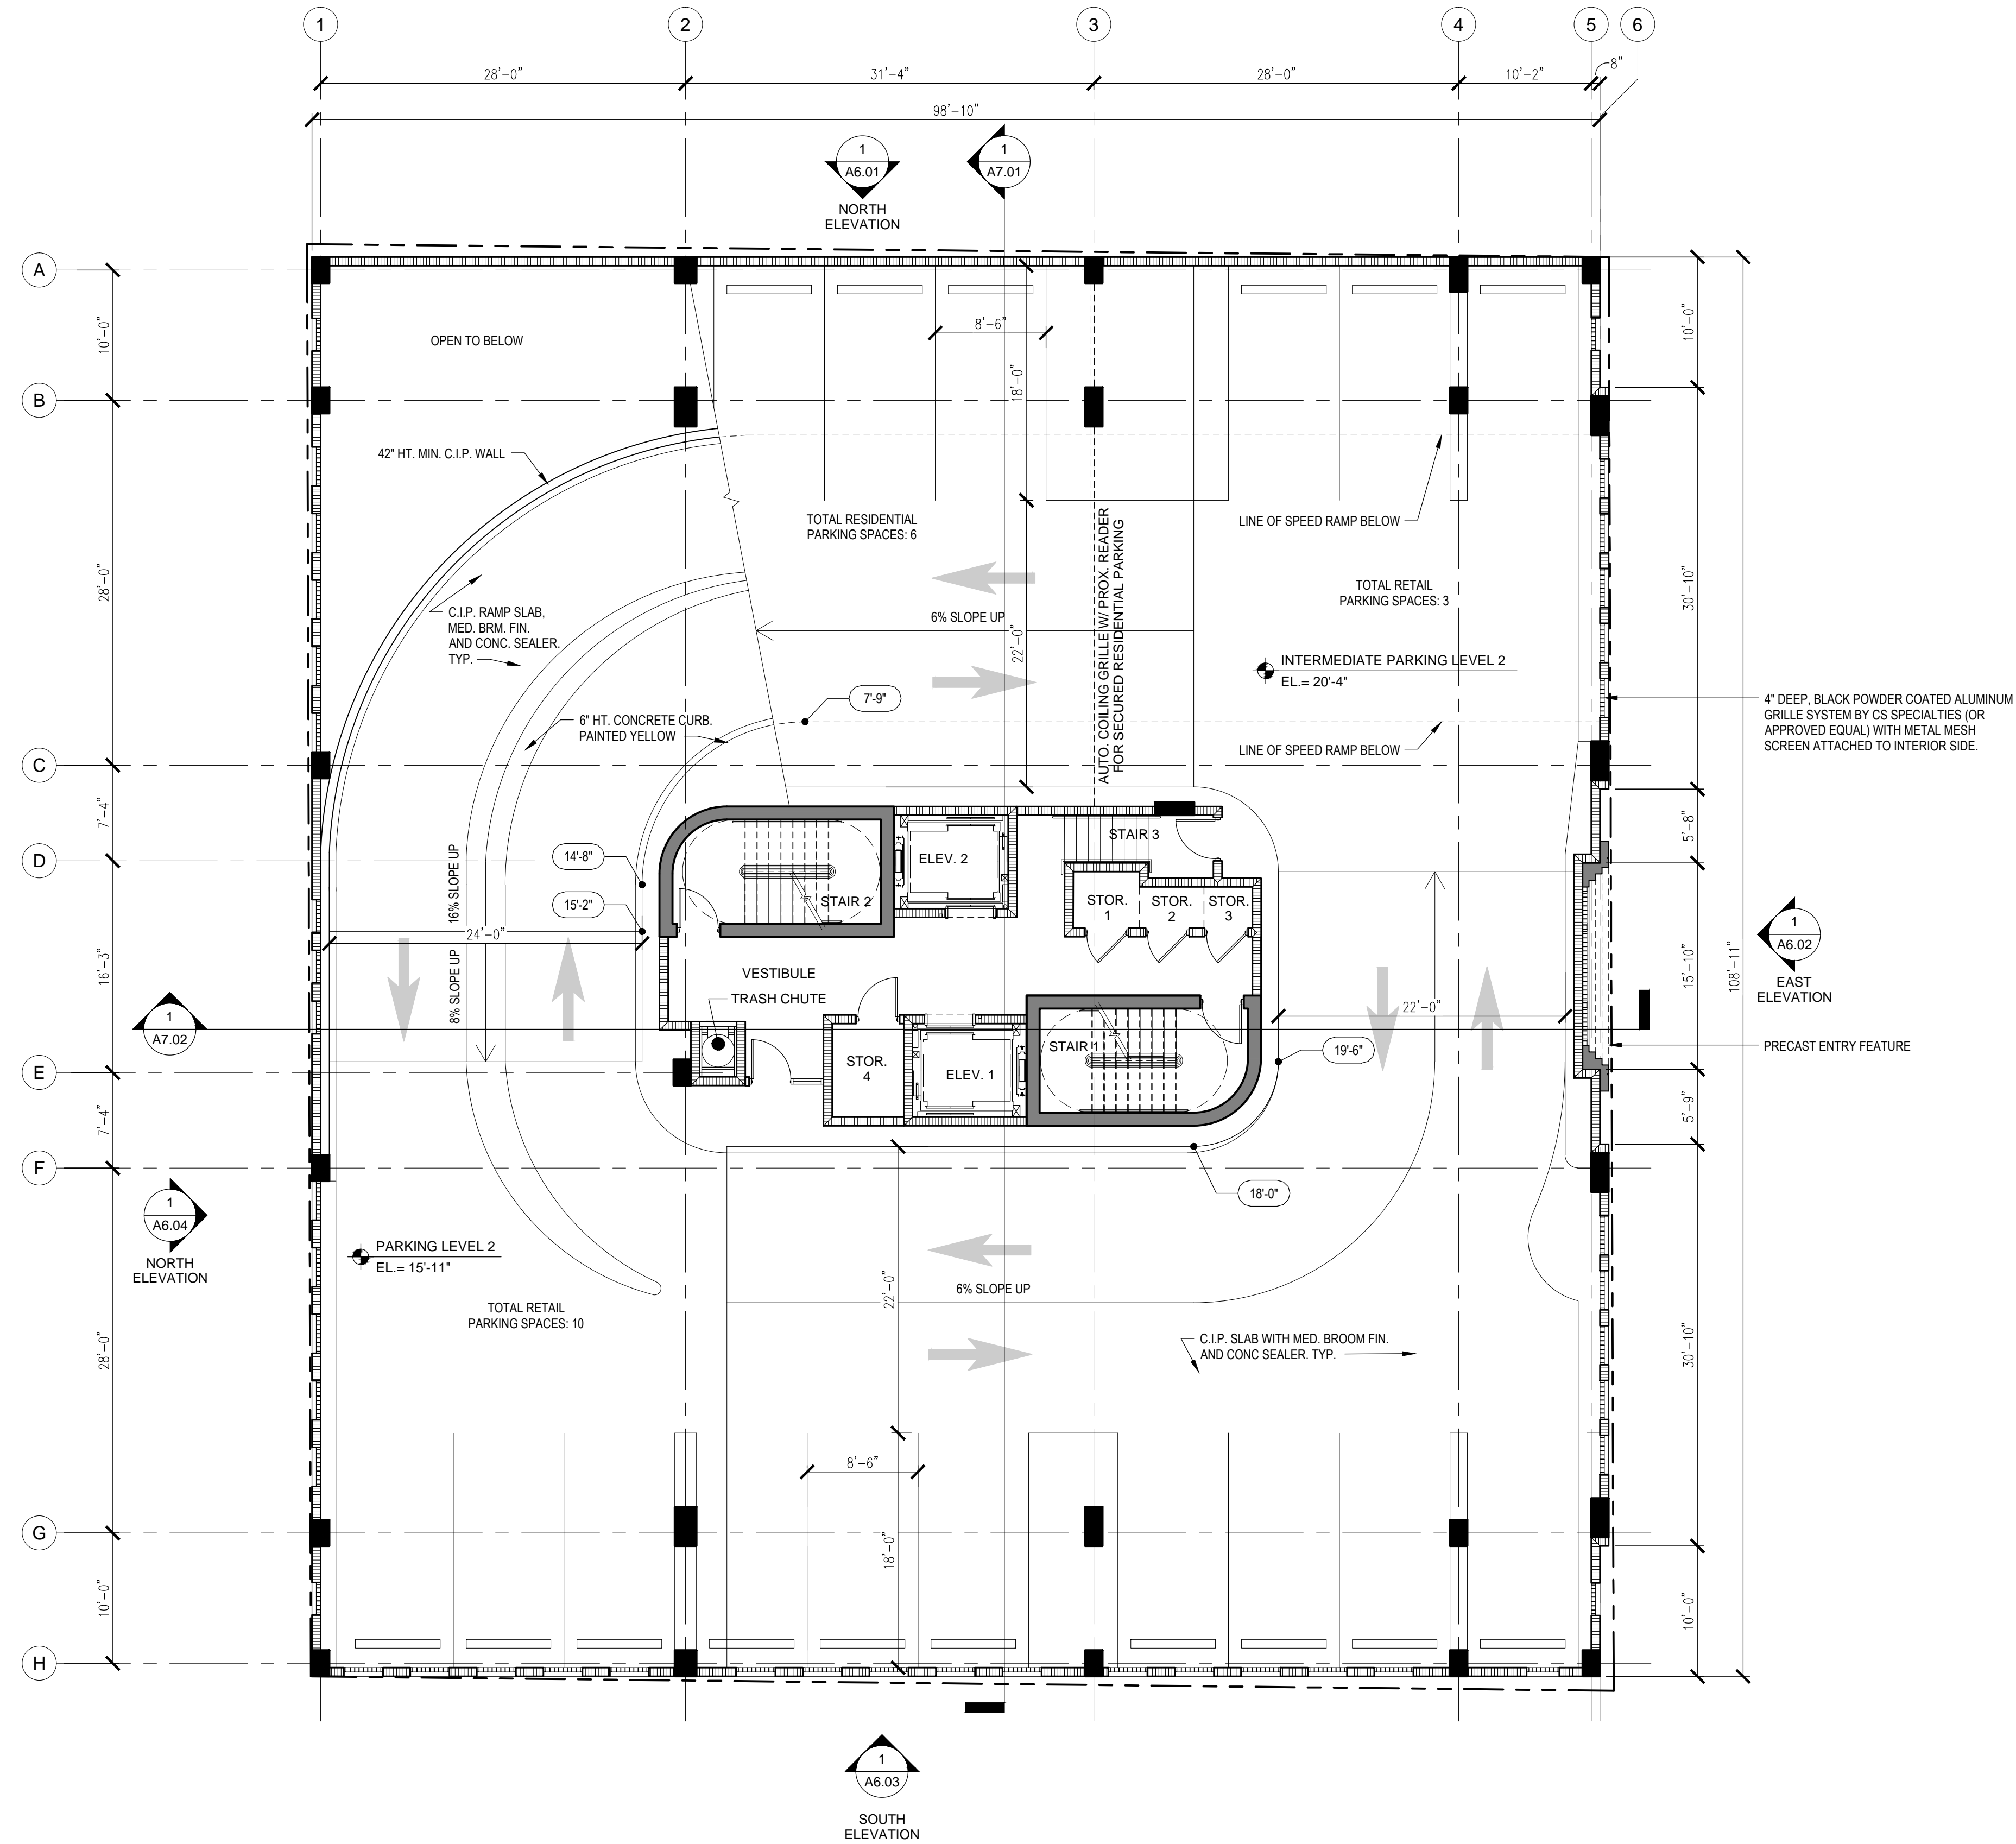 1
2
3
4
5
6
28'-0"
31'-4"
28'-0"
10'-2"
8"
98'-10"
1
A6.01
NORTH
ELEVATION
1
A7.01
A
B
C
D
E
F
G
H
10'-0"
28'-0"
7'-4"
16'-3"
7'-4"
28'-0"
10'-0"
OPEN TO BELOW
8'-6"
18'-0"
42" HT. MIN. C.I.P. WALL
TOTAL RESIDENTIAL
PARKING SPACES: 6
AUTO. COILING GRILLE W/ PROX. READER
FOR SECURED RESIDENTIAL PARKING
LINE OF SPEED RAMP BELOW
TOTAL RETAIL
PARKING SPACES: 3
C.I.P. RAMP SLAB,
MED. BRM. FIN.
AND CONC. SEALER.
TYP.
6% SLOPE UP
22'-0"
INTERMEDIATE PARKING LEVEL 2
EL.= 20'-4"
7'-9"
6" HT. CONCRETE CURB.
PAINTED YELLOW
LINE OF SPEED RAMP BELOW
4" DEEP, BLACK POWDER COATED ALUMINUM
GRILLE SYSTEM BY CS SPECIALTIES (OR
APPROVED EQUAL) WITH METAL MESH
SCREEN ATTACHED TO INTERIOR SIDE.
10'-0"
30'-10"
5'-8"
15'-10"
5'-9"
30'-10"
10'-0"
108'-11"
14'-8"
15'-2"
16% SLOPE UP
24'-0"
8% SLOPE UP
STAIR 2
ELEV. 2
STAIR 3
STOR.
1
STOR.
2
STOR.
3
VESTIBULE
TRASH CHUTE
STOR.
4
ELEV. 1
STAIR 1
22'-0"
19'-6"
18'-0"
1
A6.02
EAST
ELEVATION
PRECAST ENTRY FEATURE
1
A7.02
1
A6.04
NORTH
ELEVATION
PARKING LEVEL 2
EL.= 15'-11"
TOTAL RETAIL
PARKING SPACES: 10
22'-0"
6% SLOPE UP
C.I.P. SLAB WITH MED. BROOM FIN.
AND CONC SEALER. TYP.
8'-6"
18'-0"
1
A6.03
SOUTH
ELEVATION